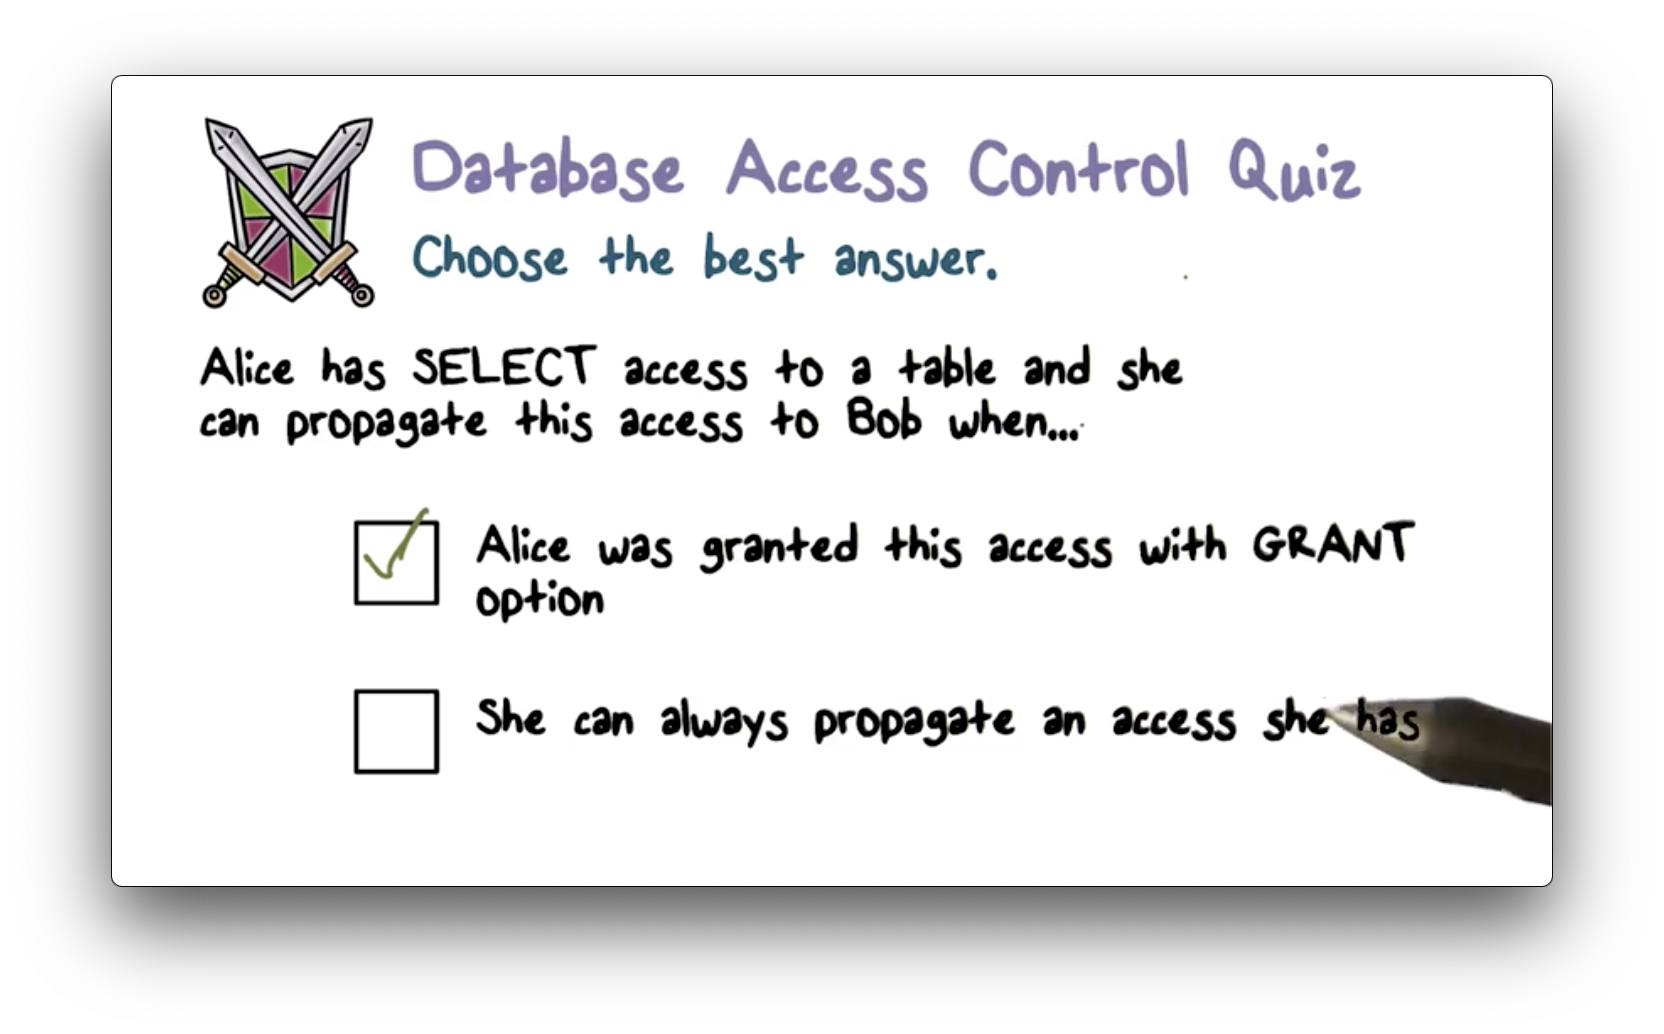 Database Access Control Quiz
Choose the best answer.
Alice has SELECT access to a table and she
can propagate this access to Bob when...
Alice was granted this access with GRANT
option
She can always propagate an access she has